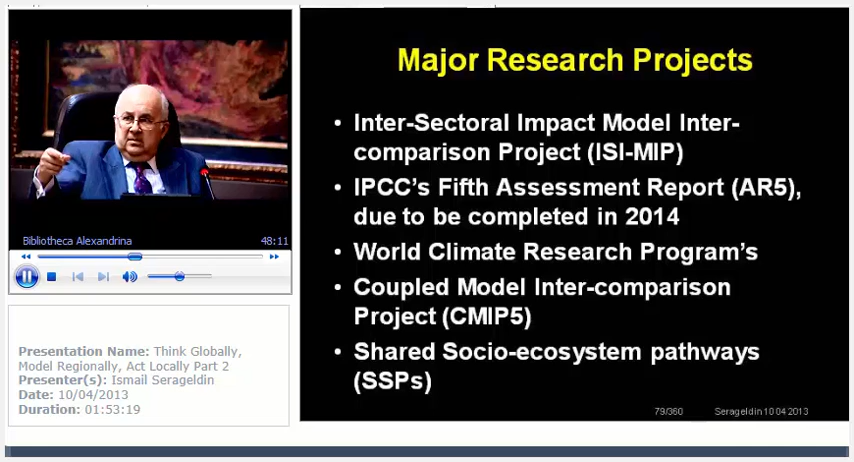 Bibliotheca Alexandrina 48:11
Presentation Name: Think Globally,
Model Regionally, Act Locally Part 2
Presenter(s): Ismail Serageldin
Date: 10/04/2013
Duration: 01:53:19
Major Research Projects
• Inter-Sectoral Impact Model Inter-
comparison Project (ISI-MIP)
• IPCC's Fifth Assessment Report (AR5),
due to be completed in 2014
• World Climate Research Program's
• Coupled Model Inter-comparison
Project (CMIP5)
• Shared Socio-ecosystem pathways
(SSPs)
79/360 Serageldin 10 04 2013